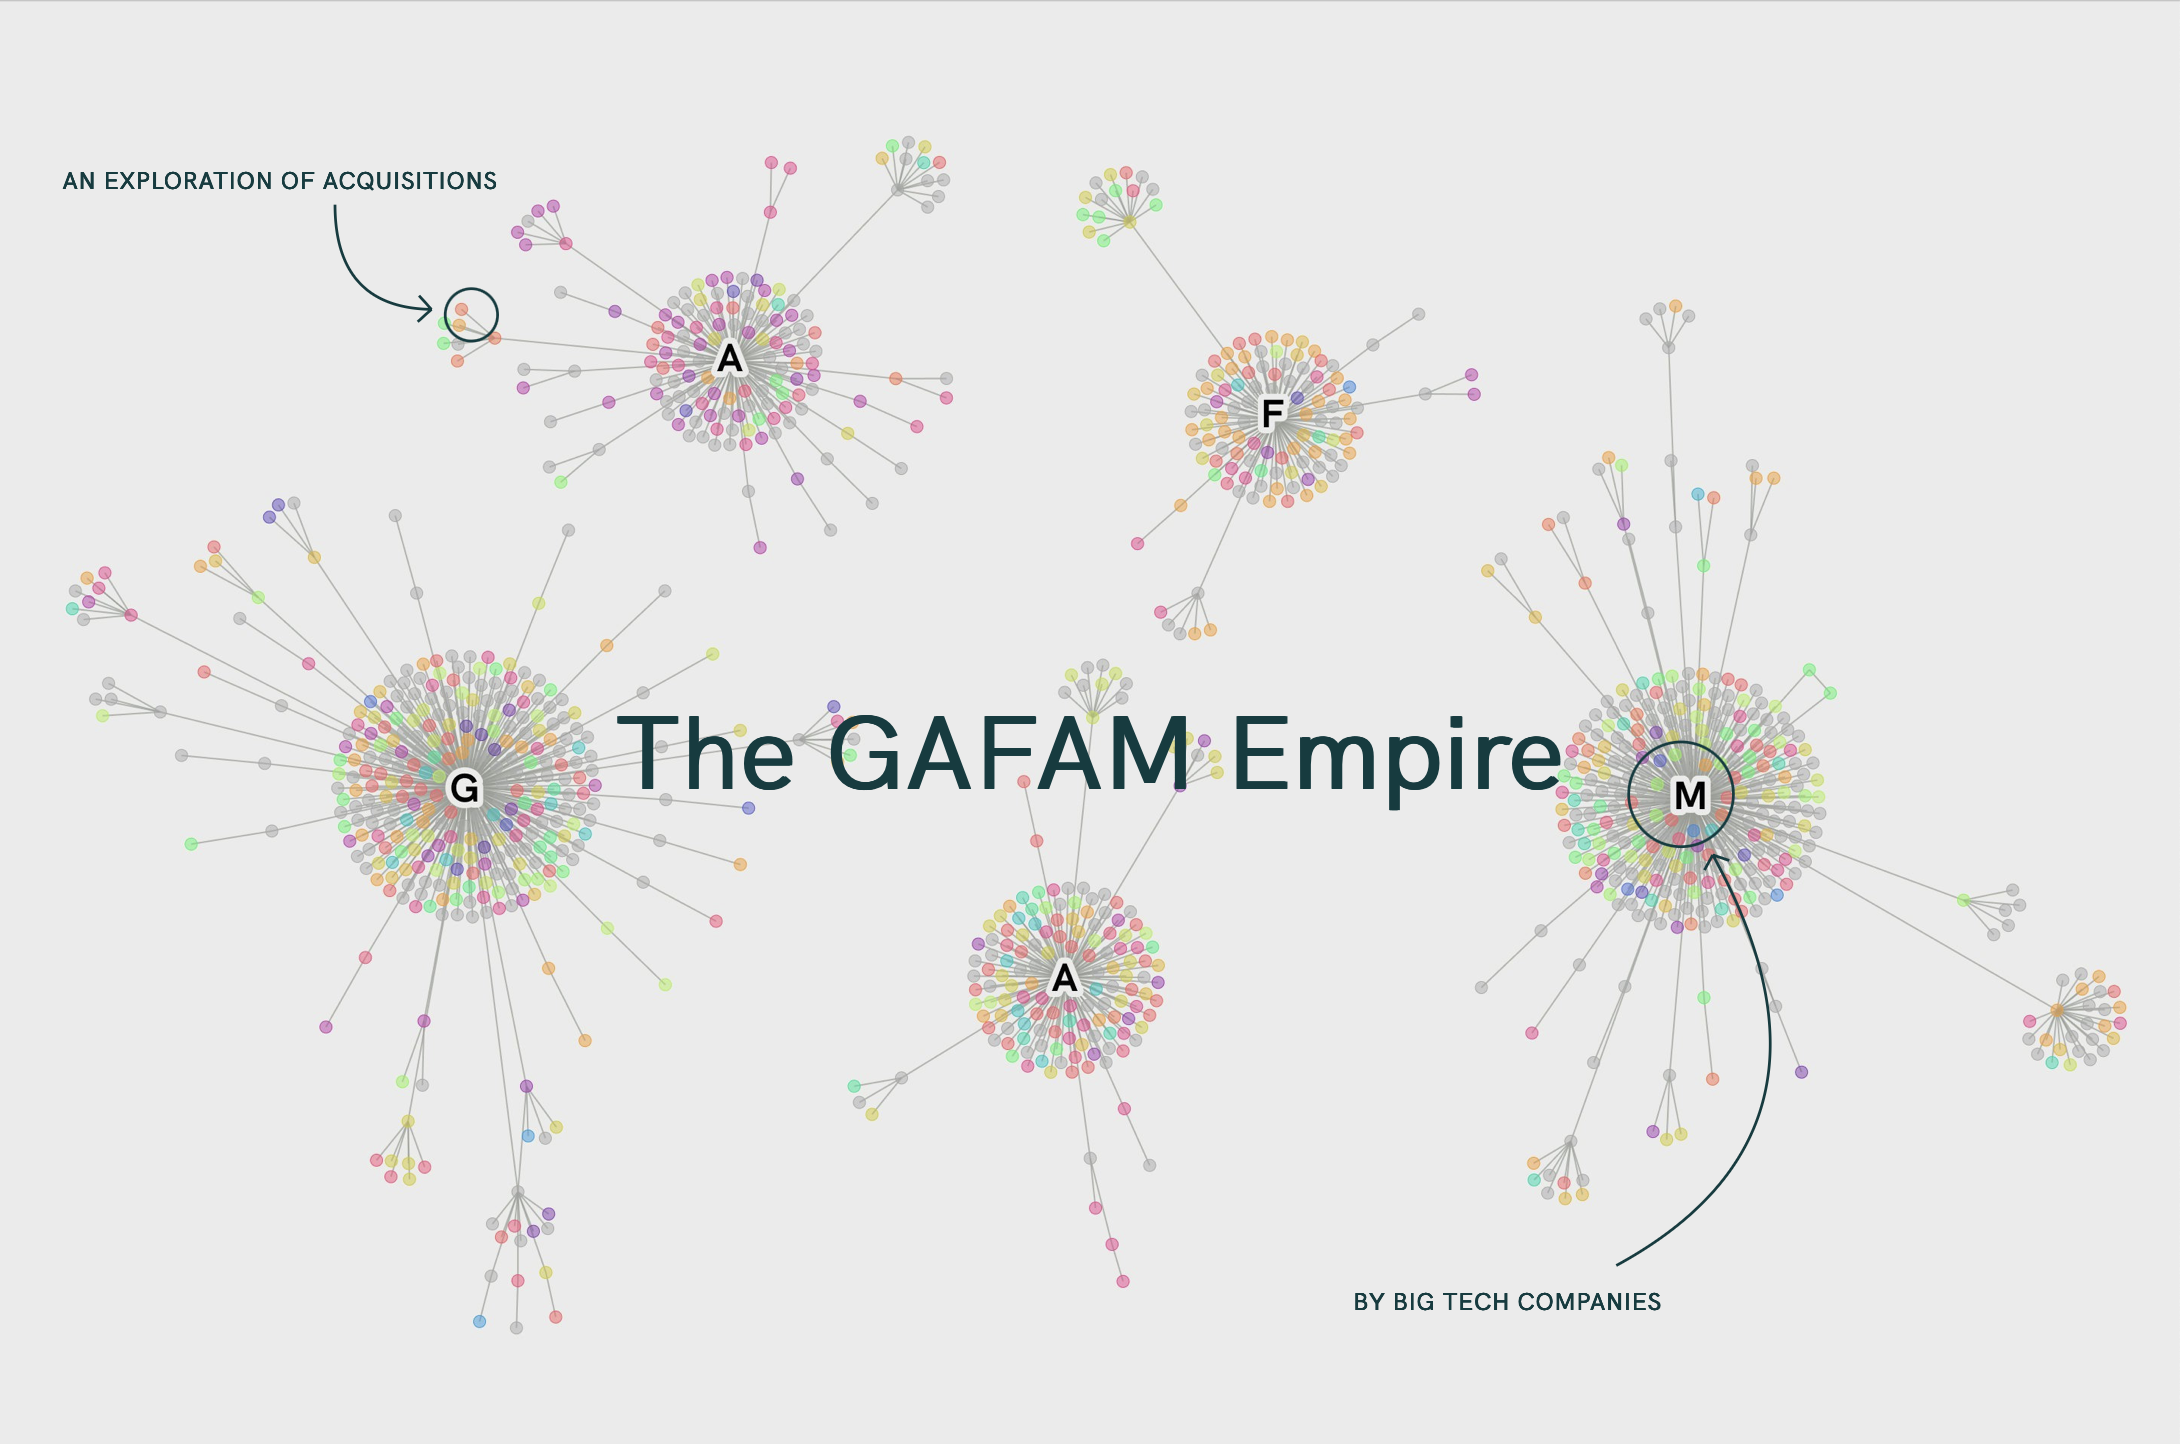 AN EXPLORATION OF ACQUISITIONS
A
F
The GAFAM Empire
G
M
A
BY BIG TECH COMPANIES